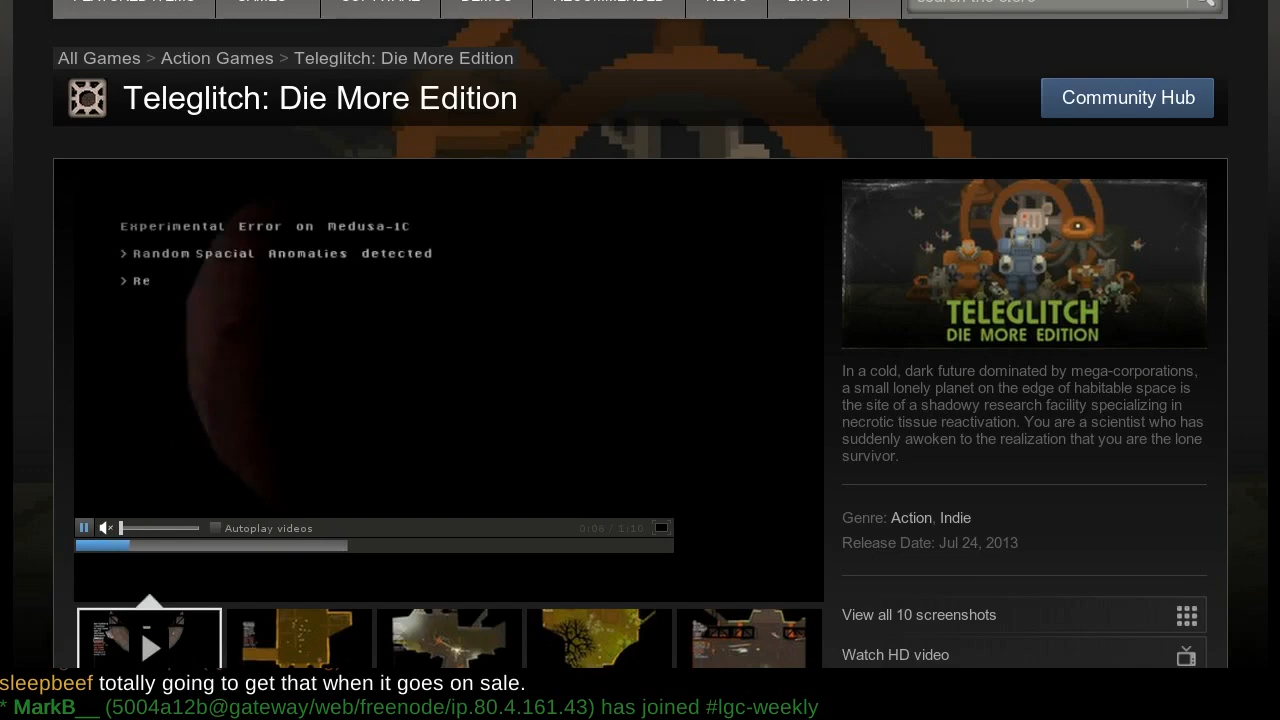 All Games > Action Games > Teleglitch: Die More Edition
Teleglitch: Die More Edition
Community Hub
Experimental Error on Medusa-1C
> Random Spacial Anomalies detected
> Re
TELEGLITCH
DIE MORE EDITION
In a cold, dark future dominated by mega-corporations,
a small lonely planet on the edge of habitable space is
the site of a shadowy research facility specializing in
necrotic tissue reactivation. You are a scientist who has
suddenly awoken to the realization that you are the lone
survivor.
Genre: Action, Indie
Release Date: Jul 24, 2013
Autoplay videos
0:06 / 1:10
View all 10 screenshots
Watch HD video
sleepbeef totally going to get that when it goes on sale.
* MarkB__ (5004a12b@gateway/web/freenode/ip.80.4.161.43) has joined #lgc-weekly